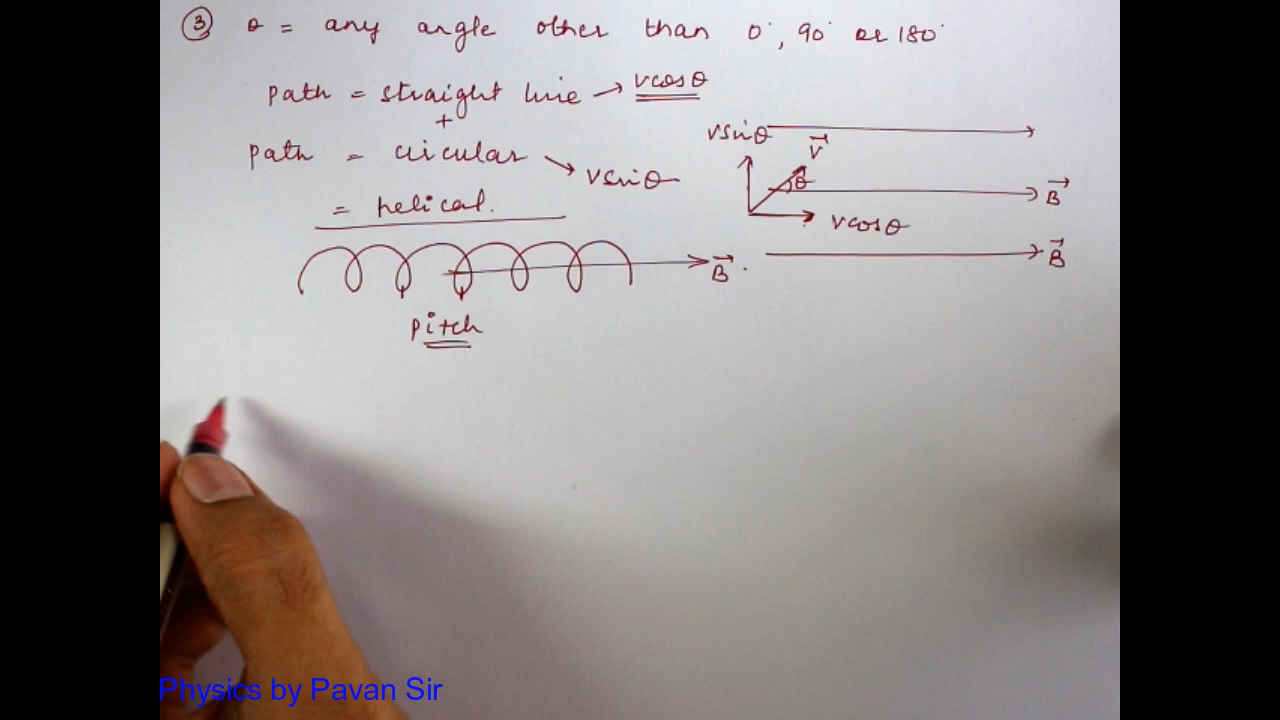 ③ θ = any angle other than 0°, 90° or 180°
path = straight line → vcosθ
+
path = circular → vsinθ
= helical.
B⃗.
pitch
vsinθ
v⃗
θ
B⃗
vcosθ
B⃗
Physics by Pavan Sir